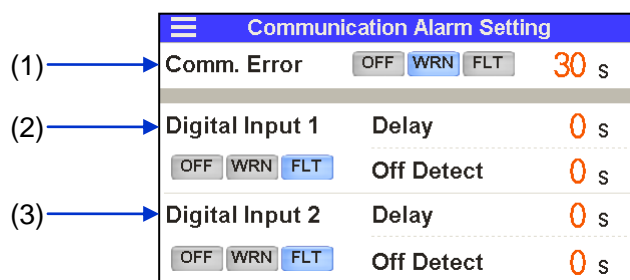 Communication Alarm Setting
(1) Comm. Error OFF WRN FLT 30 s
(2) Digital Input 1 Delay 0 s
OFF WRN FLT Off Detect 0 s
(3) Digital Input 2 Delay 0 s
OFF WRN FLT Off Detect 0 s